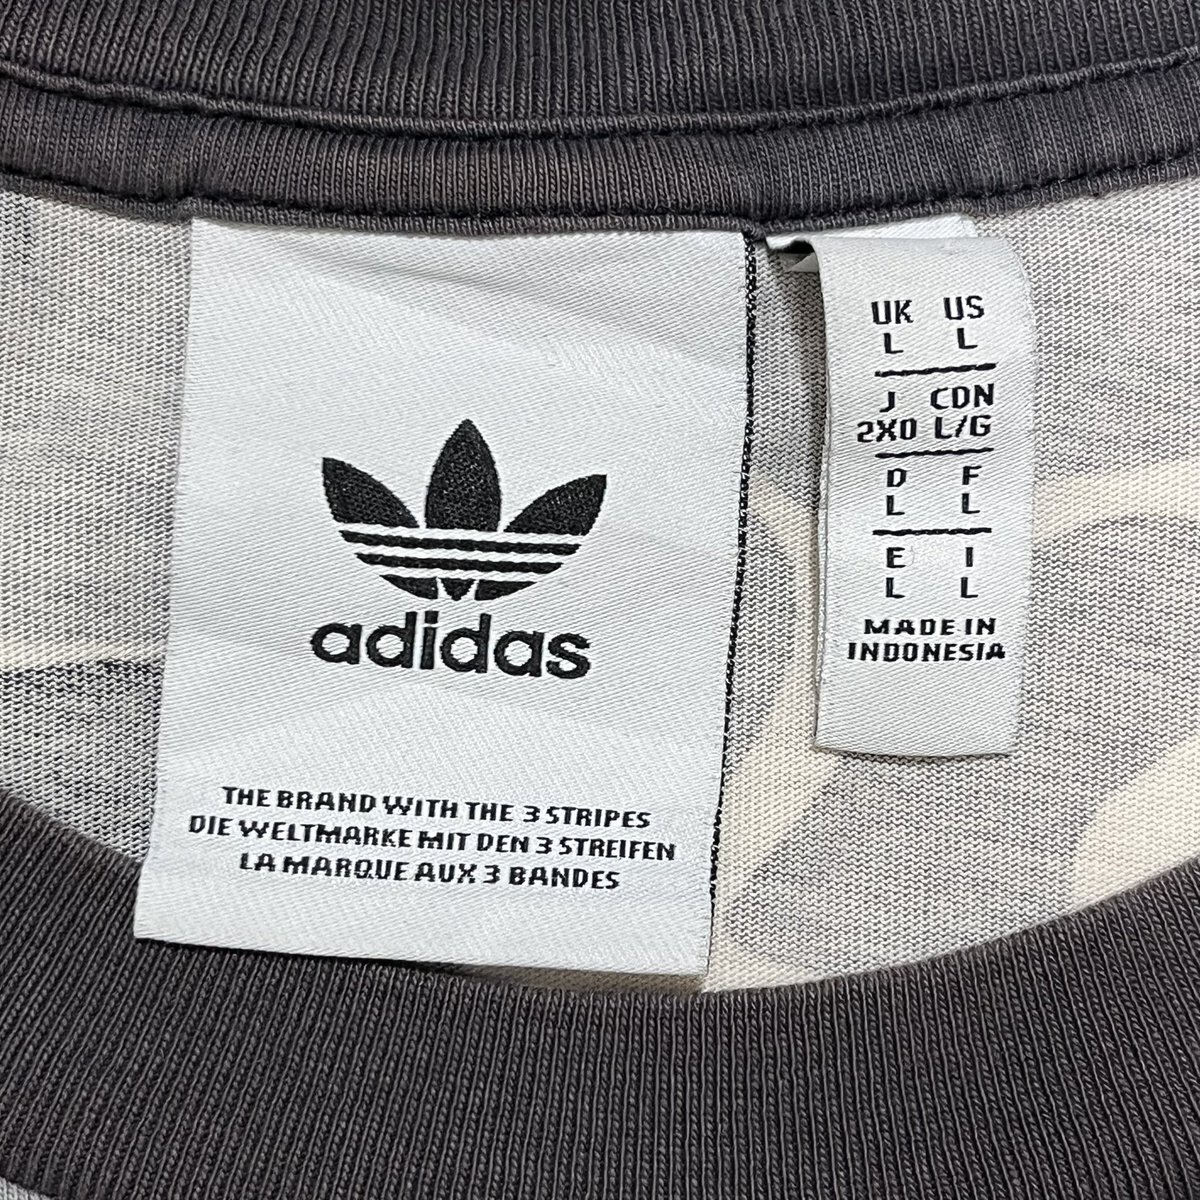 adidas
THE BRAND WITH THE 3 STRIPES
DIE WELTMARKE MIT DEN 3 STREIFEN
LA MARQUE AUX 3 BANDES
UK US
L L
J CDN
2XO L/G
D F
L L
E I
L L
MADE IN
INDONESIA